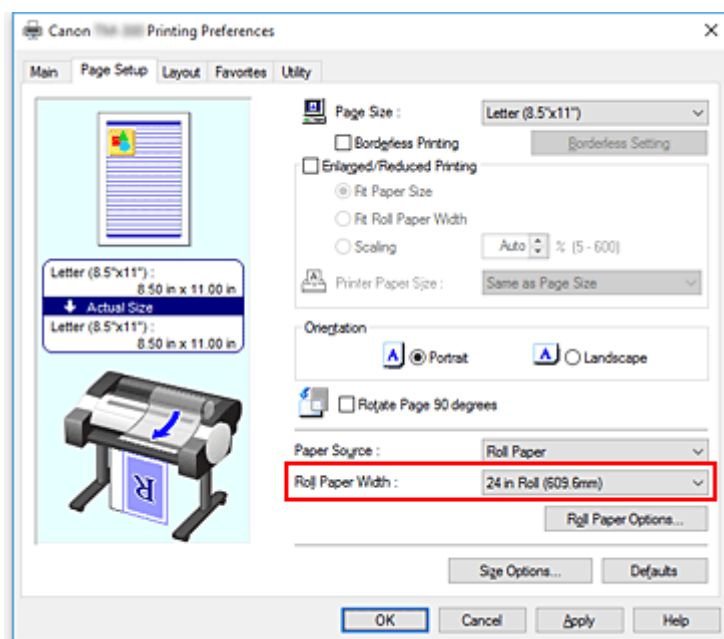 Canon Printing Preferences
Main Page Setup Layout Favorites Utility
Page Size : Letter (8.5"x11")
Borderless Printing Borderless Setting
Enlarged/Reduced Printing
Fit Paper Size
Fit Roll Paper Width
Scaling Auto % (5 - 600)
Printer Paper Size : Same as Page Size
Letter (8.5"x11") :
8.50 in x 11.00 in
Actual Size
Letter (8.5"x11") :
8.50 in x 11.00 in
Orientation
A Portrait A Landscape
Rotate Page 90 degrees
R
Paper Source : Roll Paper
Roll Paper Width : 24 in Roll (609.6mm)
Roll Paper Options...
Size Options... Defaults
OK Cancel Apply Help